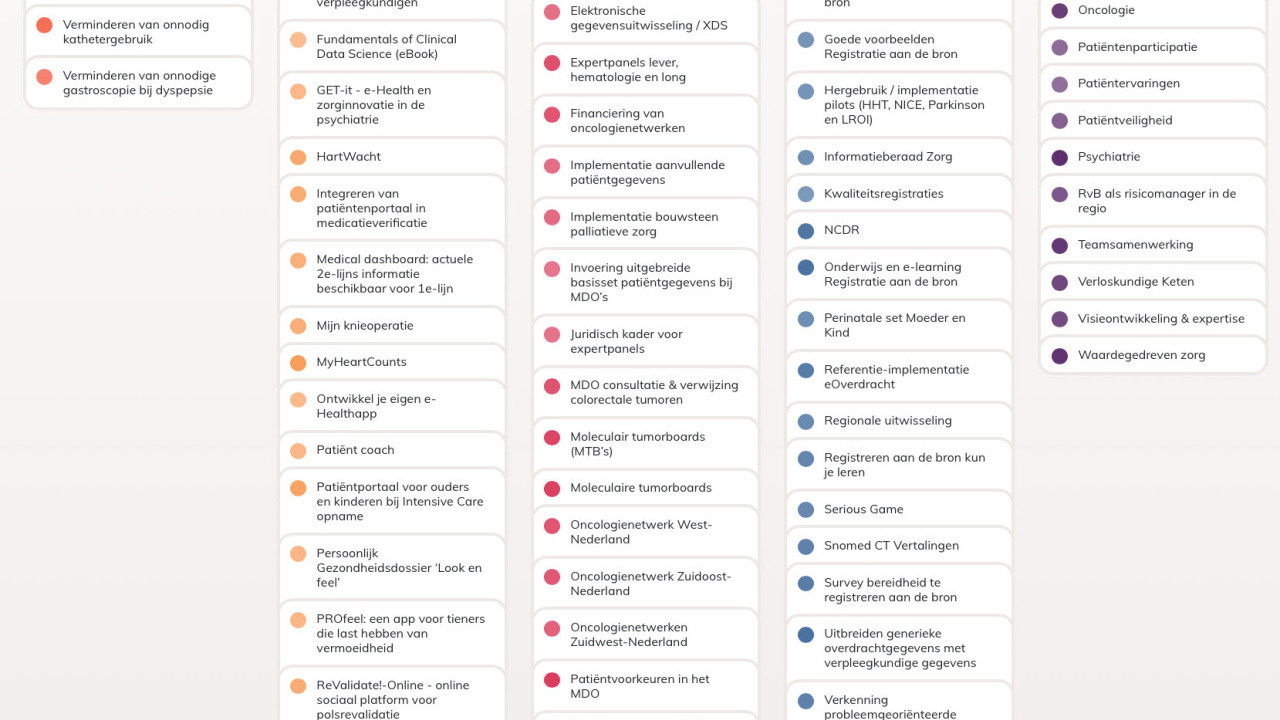 Verminderen van onnodig
kathetergebruik
Verminderen van onnodige
gastroscopie bij dyspepsie
verpleegkundigen
Fundamentals of Clinical
Data Science (eBook)
GET-it - e-Health en
zorginnovatie in de
psychiatrie
HartWacht
Integreren van
patiëntenportaal in
medicatieverificatie
Medical dashboard: actuele
2e-lijns informatie
beschikbaar voor 1e-lijn
Mijn knieoperatie
MyHeartCounts
Ontwikkel je eigen e-
Healthapp
Patiënt coach
Patiëntportaal voor ouders
en kinderen bij Intensive Care
opname
Persoonlijk
Gezondheidsdossier ‘Look en
feel’
PROfeel: een app voor tieners
die last hebben van
vermoeidheid
ReValidate!-Online - online
sociaal platform voor
polsrevalidatie
Elektronische
gegevensuitwisseling / XDS
Expertpanels lever,
hematologie en long
Financiering van
oncologienetwerken
Implementatie aanvullende
patiëntgegevens
Implementatie bouwsteen
palliatieve zorg
Invoering uitgebreide
basisset patiëntgegevens bij
MDO’s
Juridisch kader voor
expertpanels
MDO consultatie & verwijzing
colorectale tumoren
Moleculair tumorboards
(MTB’s)
Moleculaire tumorboards
Oncologienetwerk West-
Nederland
Oncologienetwerk Zuidoost-
Nederland
Oncologienetwerken
Zuidwest-Nederland
Patiëntvoorkeuren in het
MDO
bron
Goede voorbeelden
Registratie aan de bron
Hergebruik / implementatie
pilots (HHT, NICE, Parkinson
en LROI)
Informatieberaad Zorg
Kwaliteitsregistraties
NCDR
Onderwijs en e-learning
Registratie aan de bron
Perinatale set Moeder en
Kind
Referentie-implementatie
eOverdracht
Regionale uitwisseling
Registreren aan de bron kun
je leren
Serious Game
Snomed CT Vertalingen
Survey bereidheid te
registreren aan de bron
Uitbreiden generieke
overdrachtgegevens met
verpleegkundige gegevens
Verkenning
probleemgeoriënteerde
Oncologie
Patiëntenparticipatie
Patiëntervaringen
Patiëntveiligheid
Psychiatrie
RvB als risicomanager in de
regio
Teamsamenwerking
Verloskundige Keten
Visieontwikkeling & expertise
Waardegedreven zorg